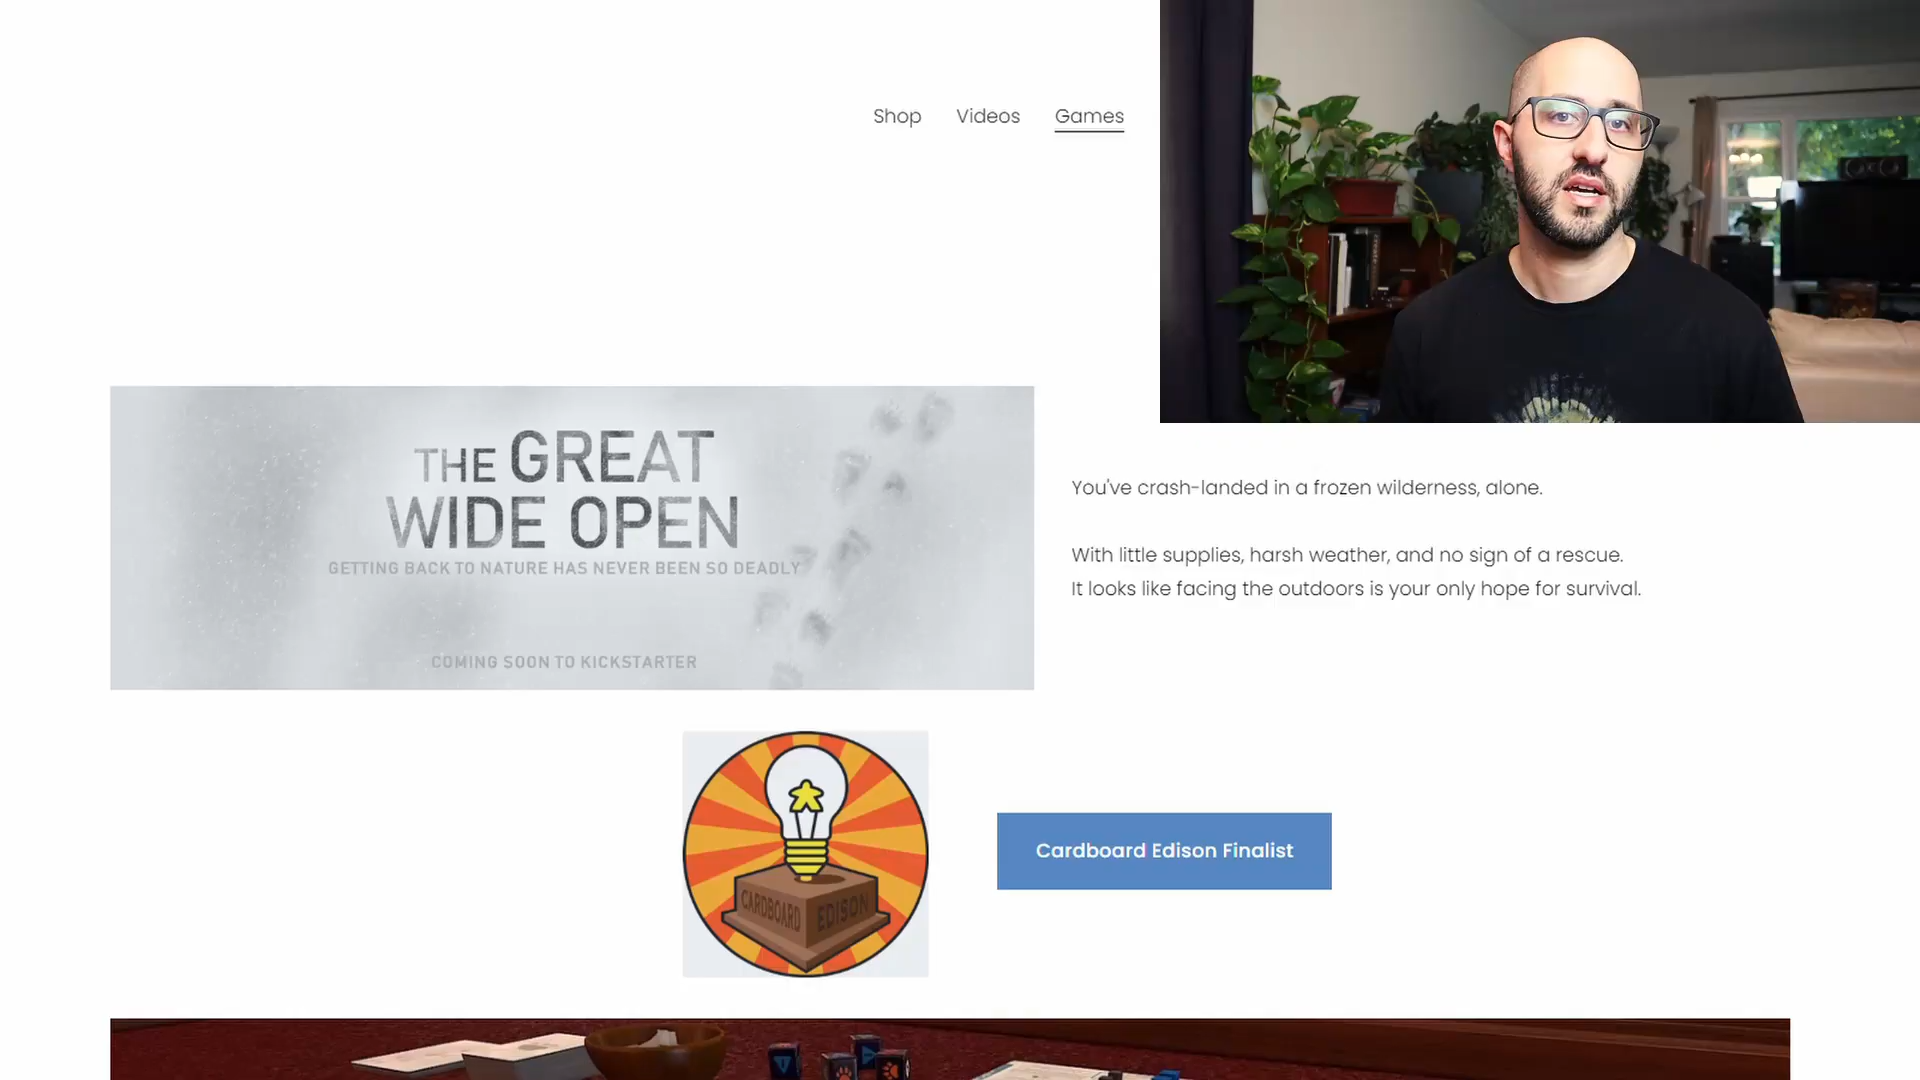 Shop Videos Games
THE GREAT
WIDE OPEN
GETTING BACK TO NATURE HAS NEVER BEEN SO DEADLY
COMING SOON TO KICKSTARTER
You've crash-landed in a frozen wilderness, alone.
With little supplies, harsh weather, and no sign of a rescue.
It looks like facing the outdoors is your only hope for survival.
CARDBOARD EDISON
Cardboard Edison Finalist